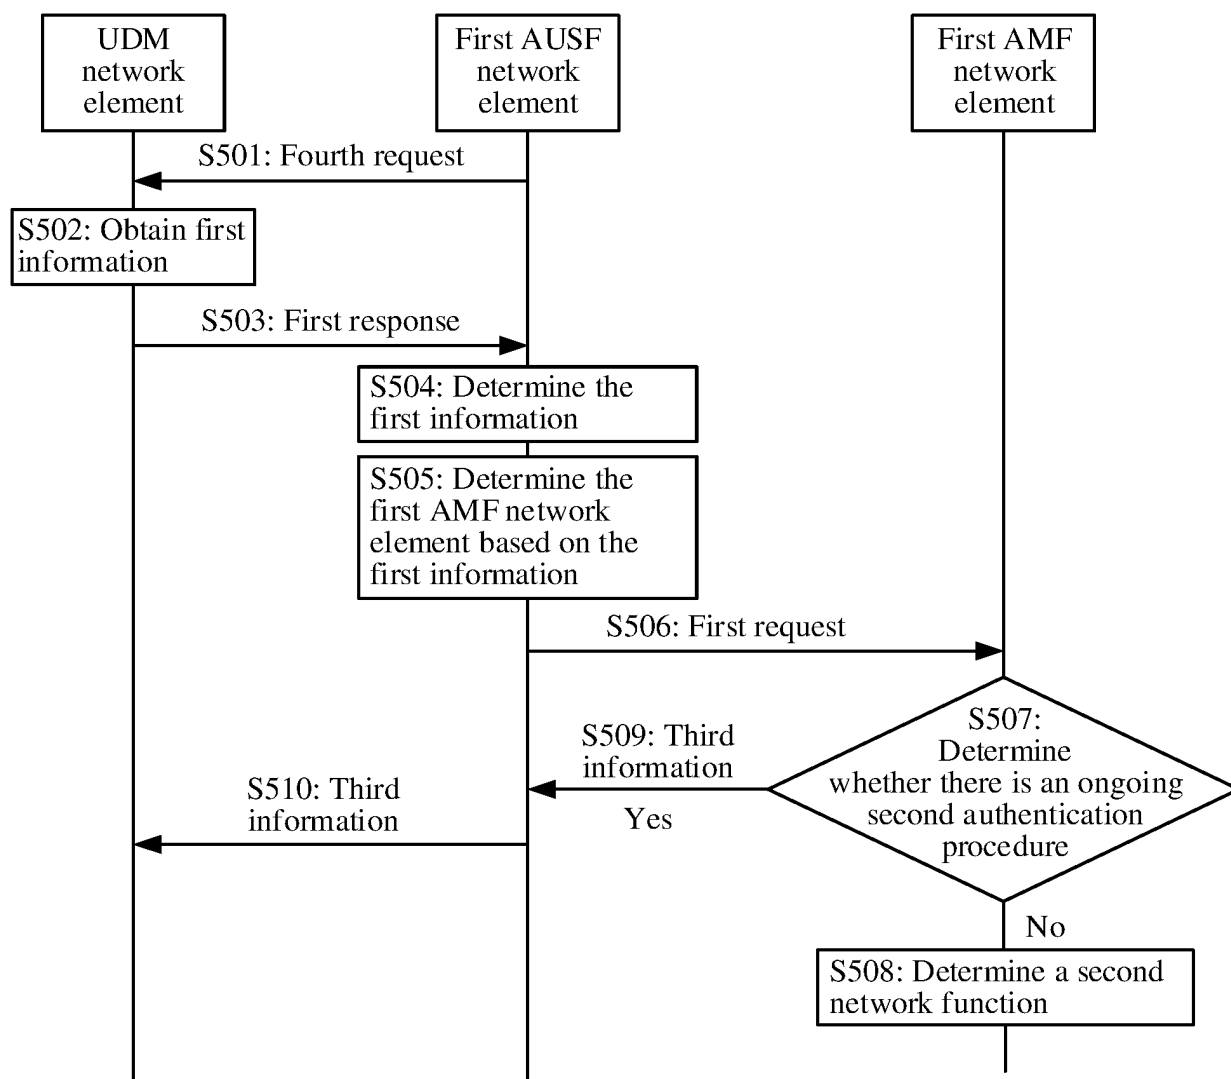 UDM
network
element
First AUSF
network
element
First AMF
network
element
S501: Fourth request
S502: Obtain first
information
S503: First response
S504: Determine the
first information
S505: Determine the
first AMF network
element based on the
first information
S506: First request
S507:
Determine
whether there is an ongoing
second authentication
procedure
S509: Third
information
Yes
S510: Third
information
No
S508: Determine a second
network function